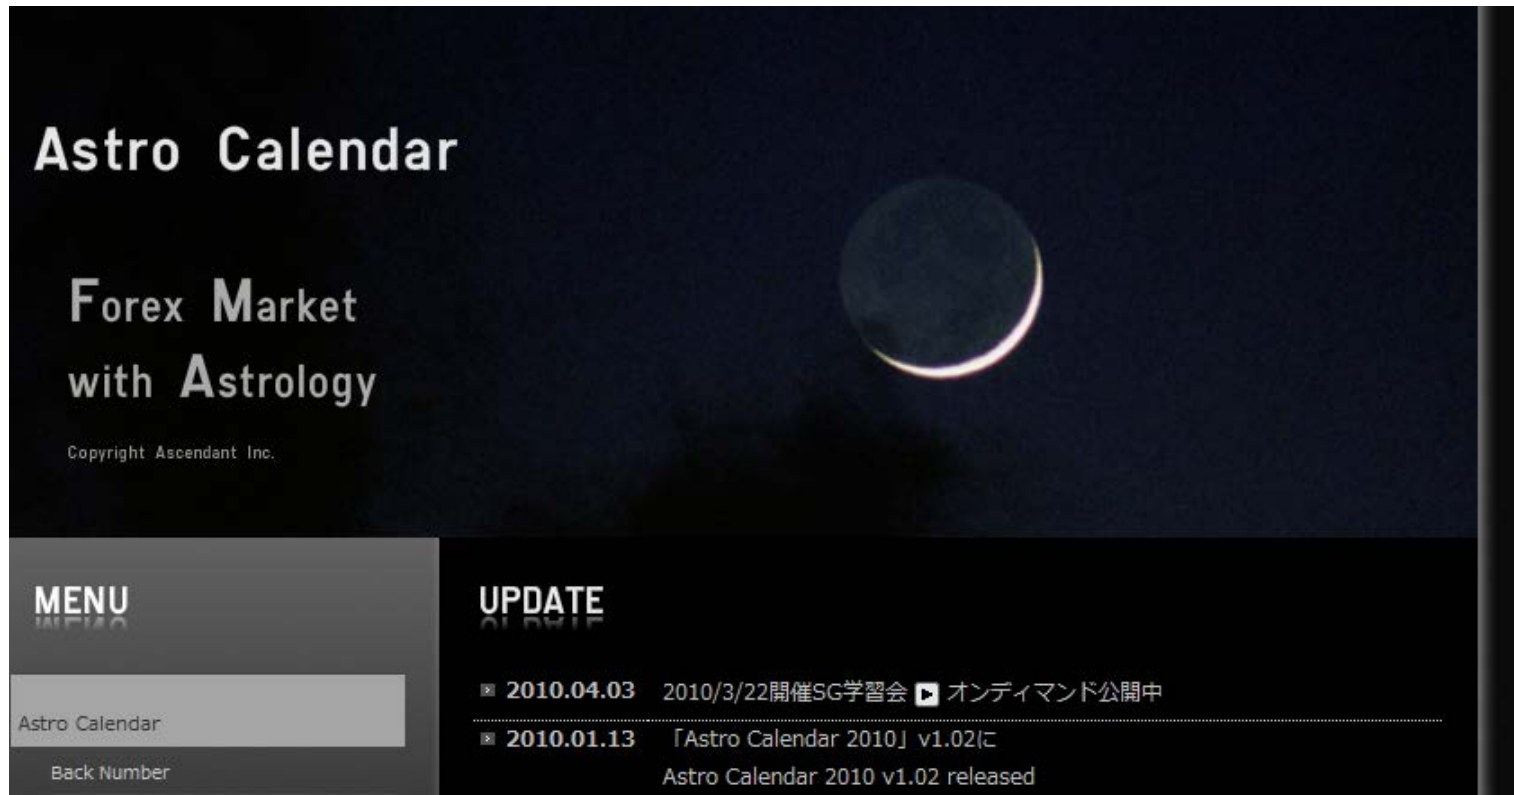 Astro Calendar
Forex Market
with Astrology
Copyright Ascendant Inc.
MENU
Astro Calendar
Back Number
UPDATE
2010.04.03 2010/3/22開催SG学習会 オンディマンド公開中
2010.01.13 「Astro Calendar 2010」v1.02に
Astro Calendar 2010 v1.02 released